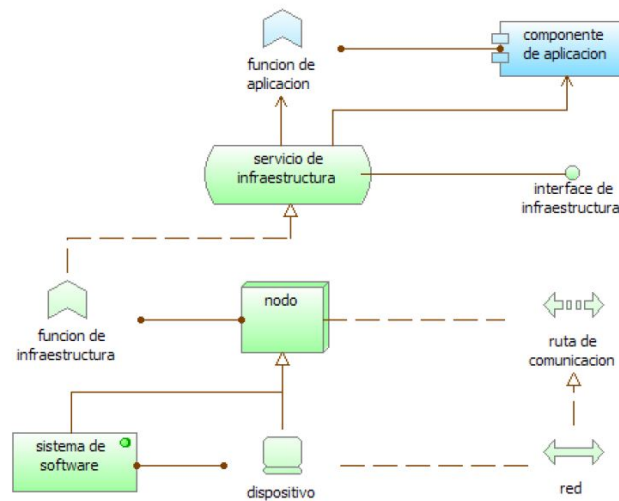 componente
de aplicacion
funcion de
aplicacion
servicio de
infraestructura
interface de
infraestructura
nodo
funcion de
infraestructura
ruta de
comunicacion
sistema de
software
dispositivo
red